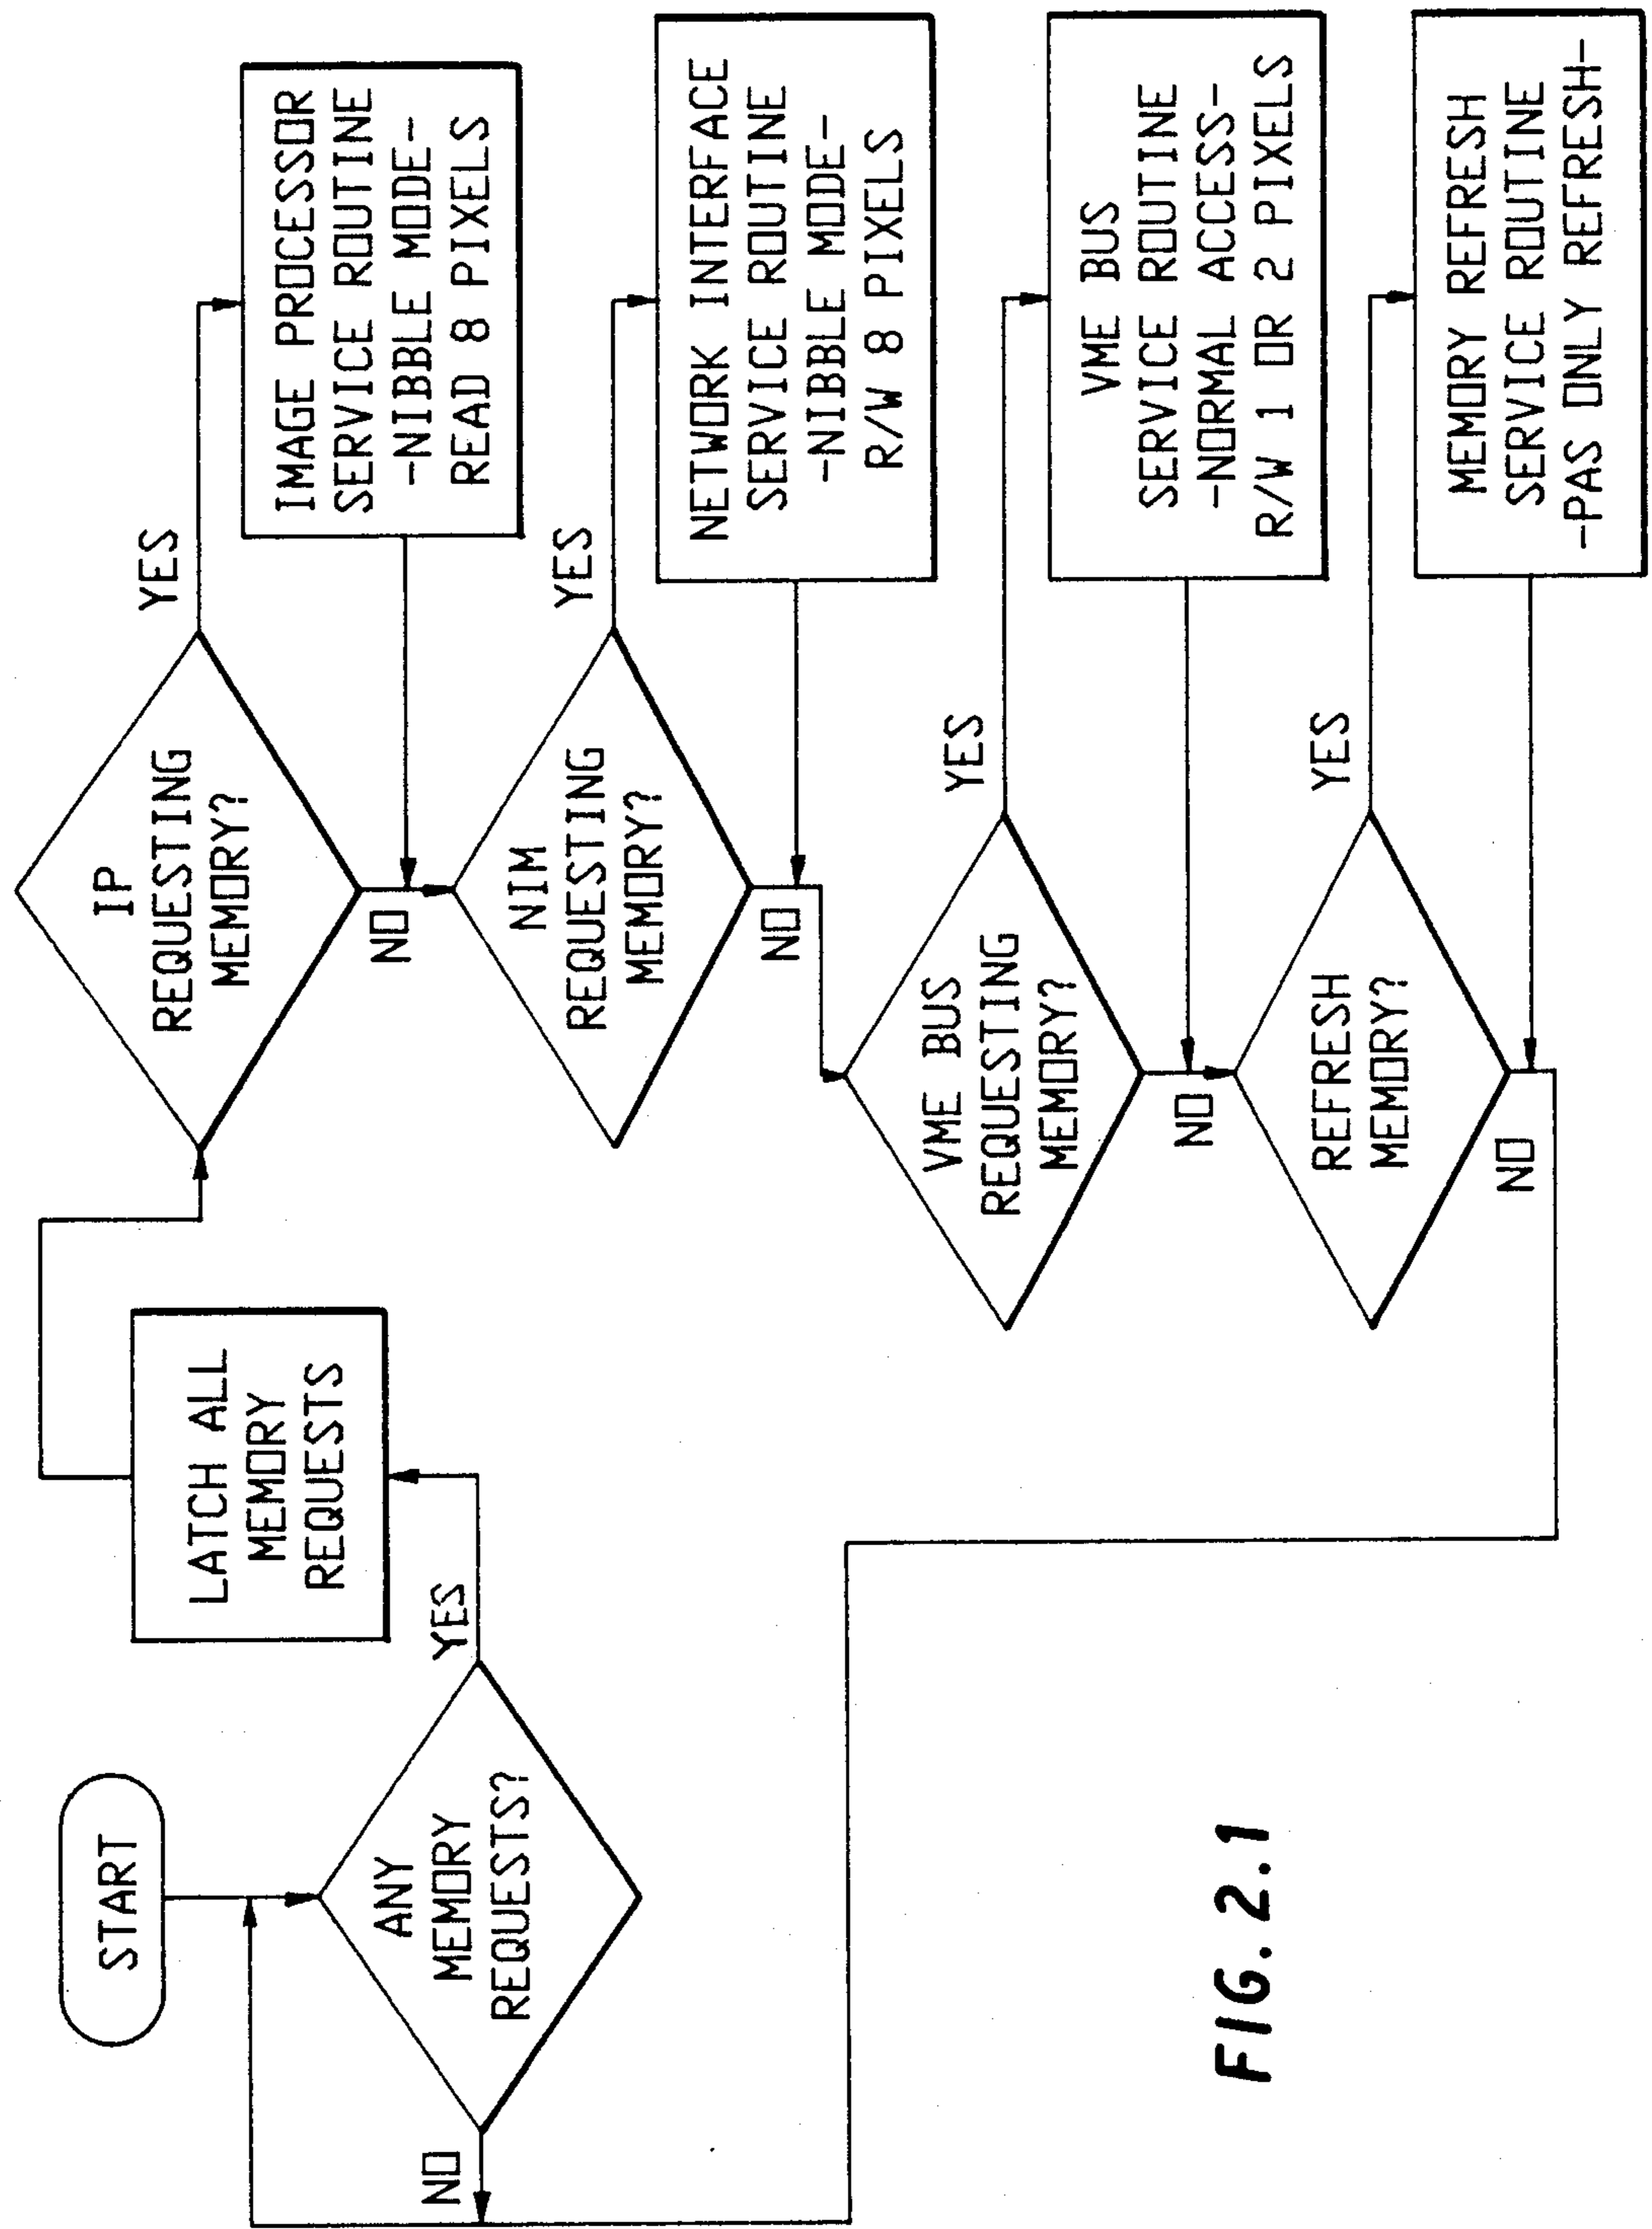 START
ANY
MEMORY
REQUESTS?
NO
YES
LATCH ALL
MEMORY
REQUESTS
IP
REQUESTING
MEMORY?
YES
NO
IMAGE PROCESSOR
SERVICE ROUTINE
-NIBBLE MODE-
READ 8 PIXELS
NIM
REQUESTING
MEMORY?
YES
NO
NETWORK INTERFACE
SERVICE ROUTINE
-NIBBLE MODE-
R/W 8 PIXELS
VME BUS
REQUESTING
MEMORY?
YES
NO
VME BUS
SERVICE ROUTINE
-NORMAL ACCESS-
R/W 1 OR 2 PIXELS
REFRESH
MEMORY?
YES
NO
MEMORY REFRESH
SERVICE ROUTINE
-PAS ONLY REFRESH-
FIG. 2.1